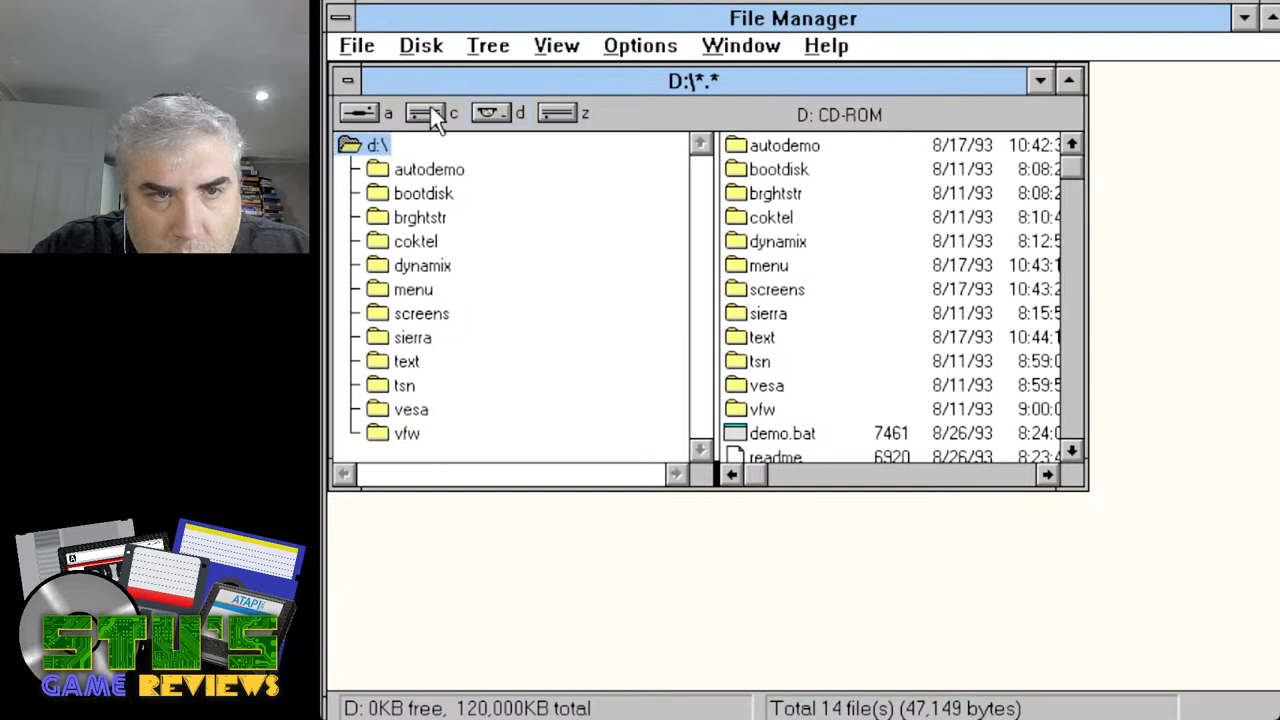 File Manager
File Disk Tree View Options Window Help
D:\*.*
a c d z D: CD-ROM
d:\
autodemo
bootdisk
brghtstr
coktel
dynamix
menu
screens
sierra
text
tsn
vesa
vfw
autodemo 8/17/93 10:42:3
bootdisk 8/11/93 8:08:2
brghtstr 8/11/93 8:08:2
coktel 8/11/93 8:10:4
dynamix 8/11/93 8:12:5
menu 8/17/93 10:43:1
screens 8/17/93 10:43:2
sierra 8/11/93 8:15:5
text 8/17/93 10:44:1
tsn 8/11/93 8:59:0
vesa 8/11/93 8:59:5
vfw 8/11/93 9:00:0
demo.bat 7461 8/26/93 8:24:0
readme 6920 8/26/93 8:23:4
D: 0KB free, 120,000KB total
Total 14 file(s) (47,149 bytes)
A
ATAPI
STU'S
GAME REVIEWS